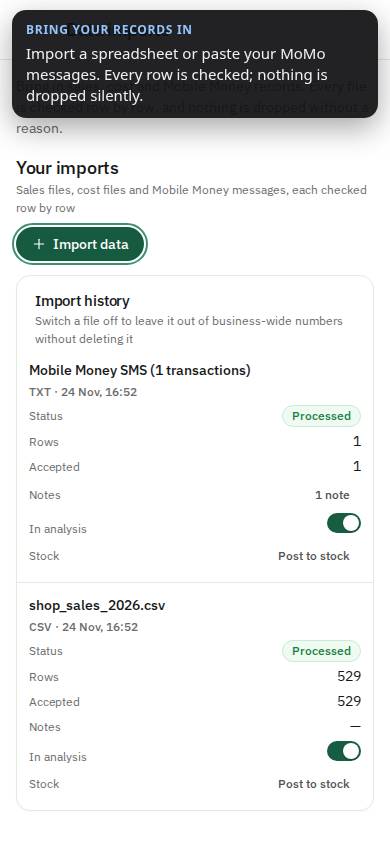 BRING YOUR RECORDS IN
Import a spreadsheet or paste your MoMo
messages. Every row is checked; nothing is
dropped silently.
reason.
Your imports
Sales files, cost files and Mobile Money messages, each checked
row by row
+ Import data
Import history
Switch a file off to leave it out of business-wide numbers
without deleting it
Mobile Money SMS (1 transactions)
TXT · 24 Nov, 16:52
Status Processed
Rows 1
Accepted 1
Notes 1 note
In analysis
Stock Post to stock
shop_sales_2026.csv
CSV · 24 Nov, 16:52
Status Processed
Rows 529
Accepted 529
Notes —
In analysis
Stock Post to stock